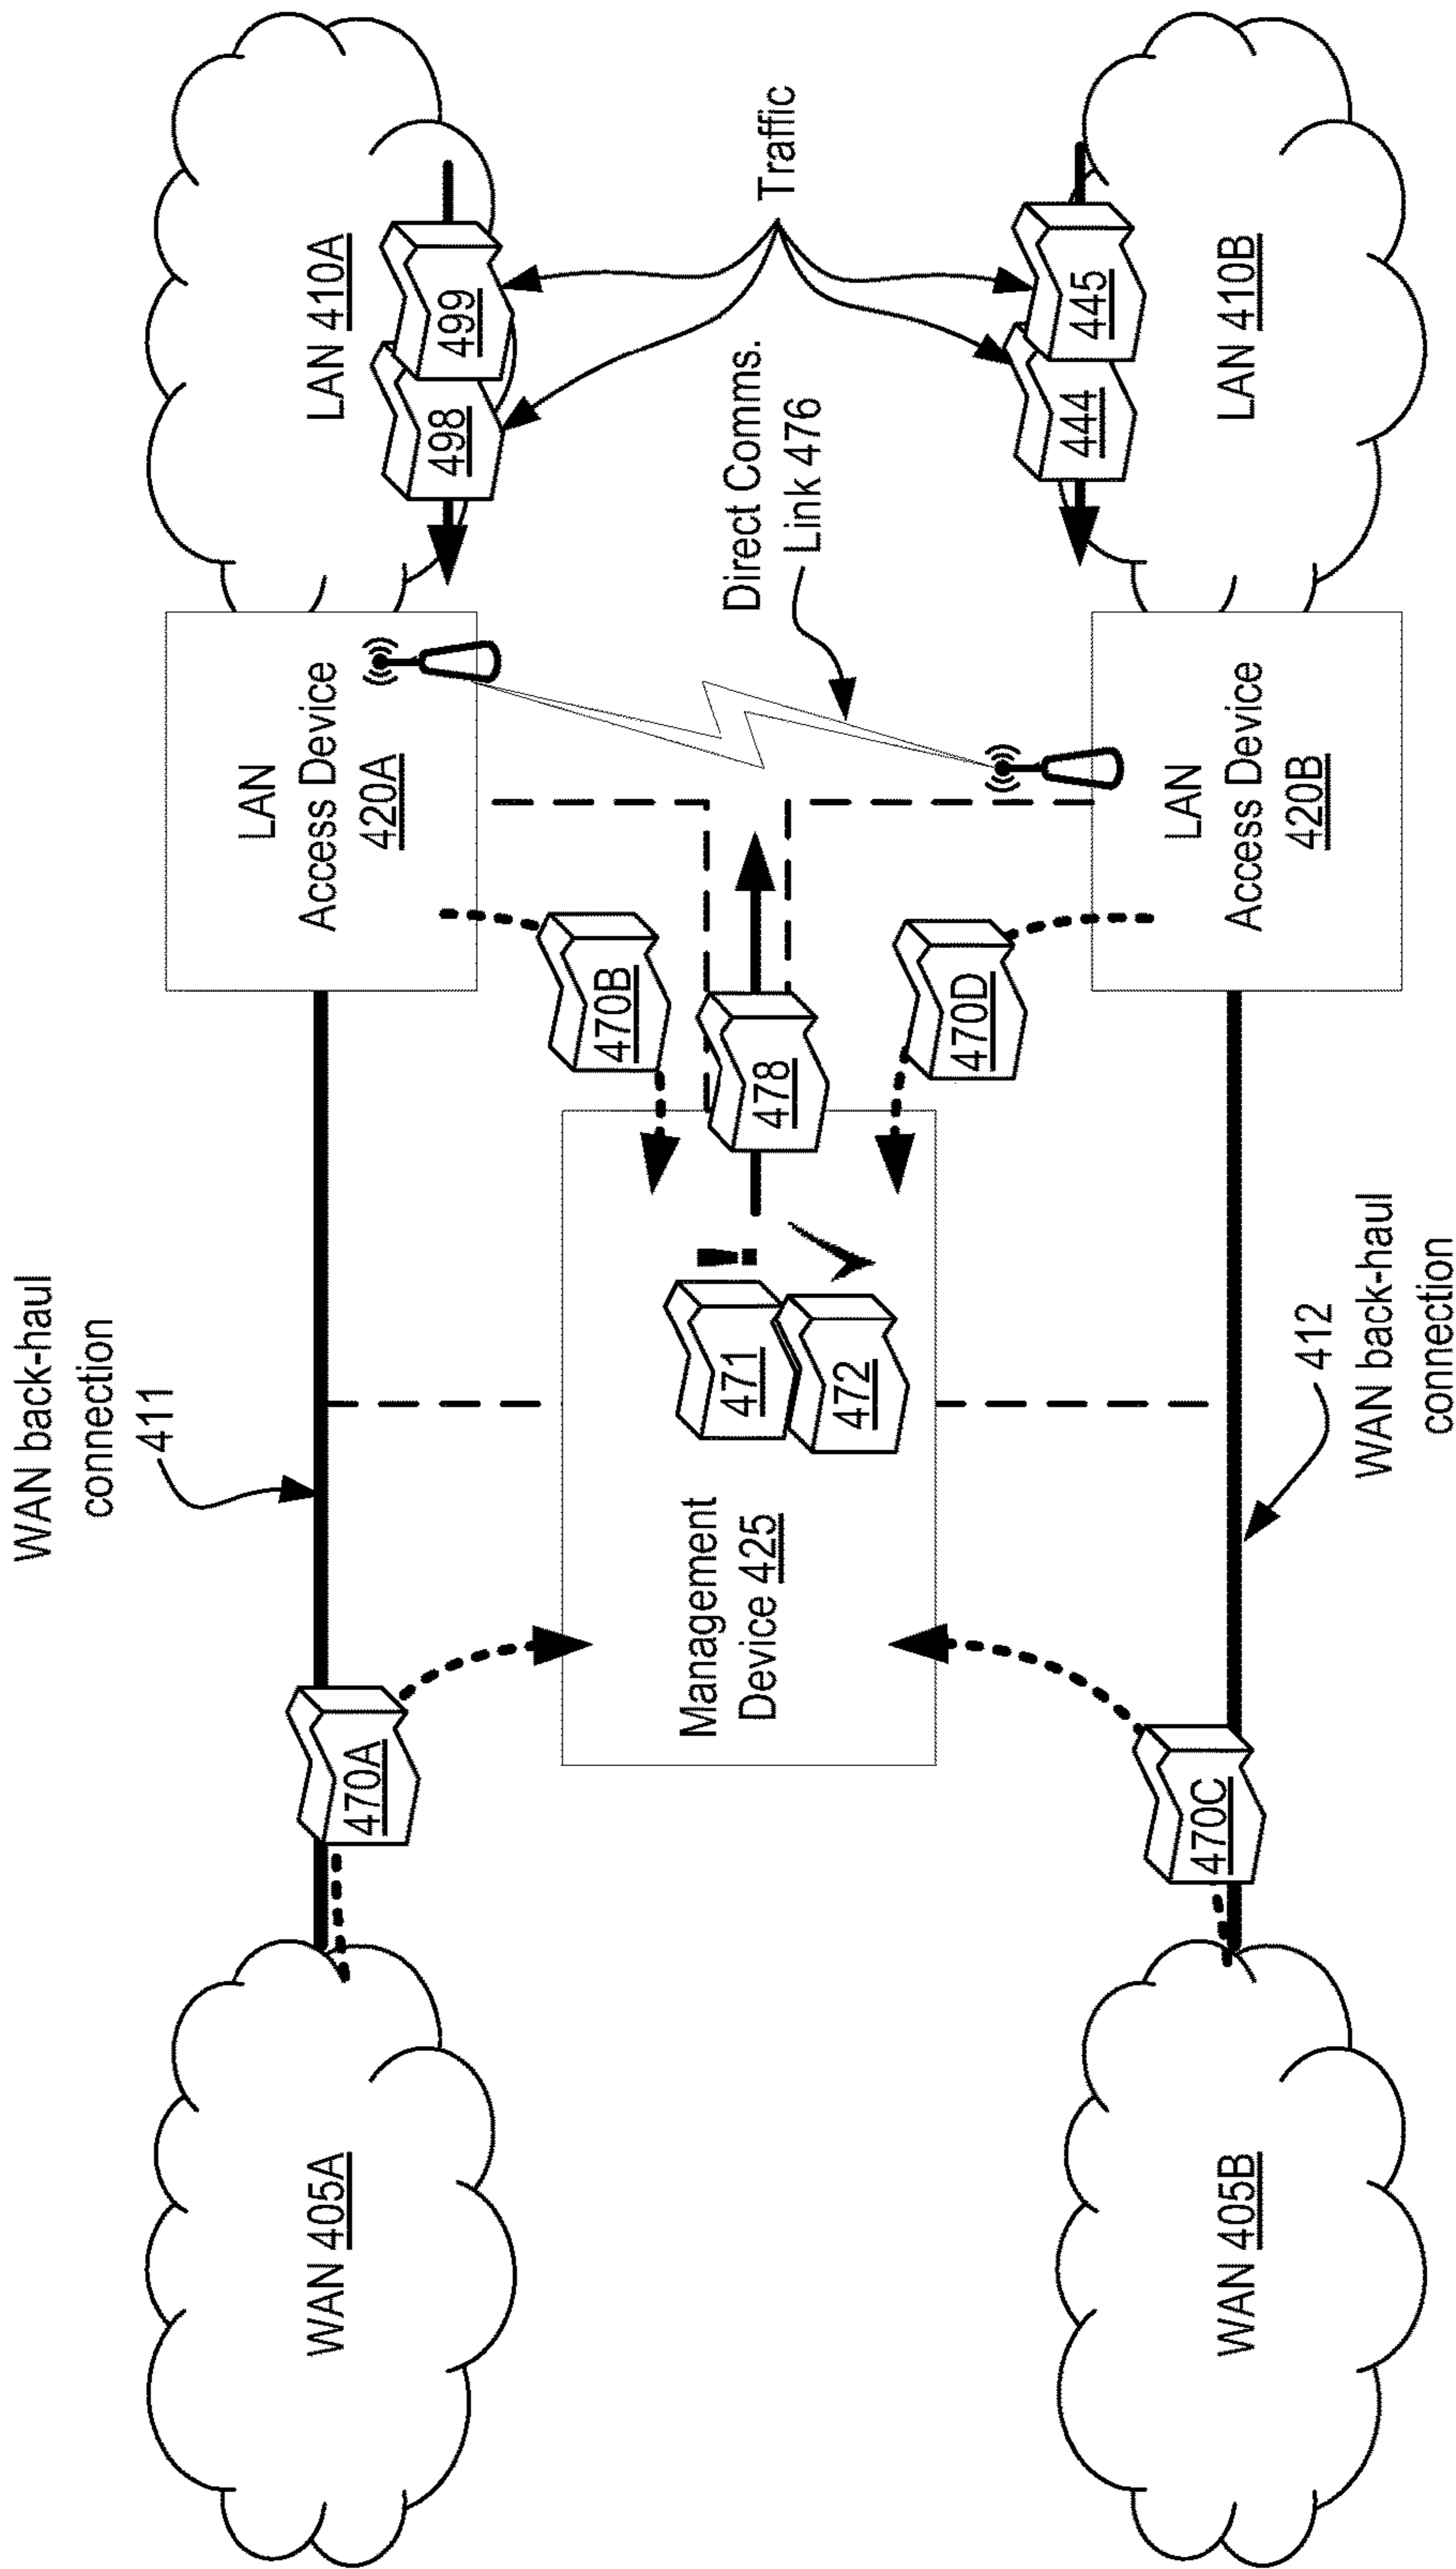 WAN back-haul
connection
411
WAN 405A
470A
LAN
Access Device
420A
LAN 410A
498
499
470B
Management
Device 425
471
!
472
478
Direct Comms.
Link 476
Traffic
470D
444
445
WAN 405B
470C
LAN
Access Device
420B
LAN 410B
412
WAN back-haul
connection